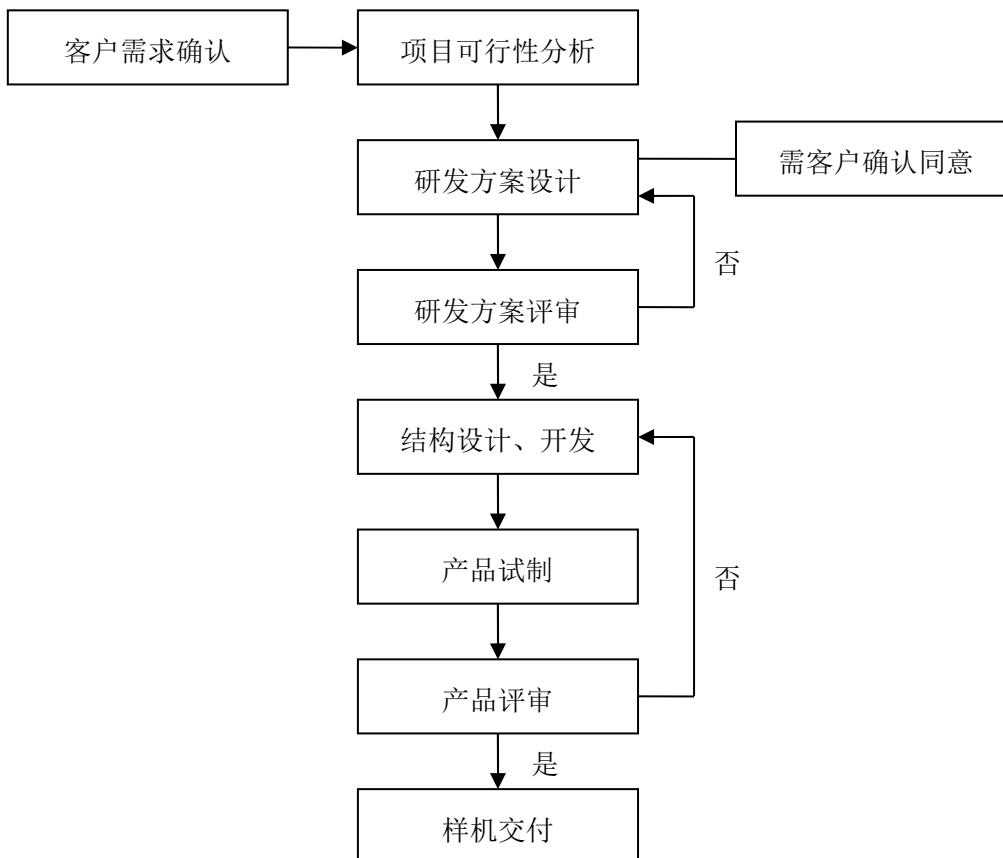 客户需求确认
项目可行性分析
研发方案设计
需客户确认同意
否
研发方案评审
是
结构设计、开发
产品试制
否
产品评审
是
样机交付